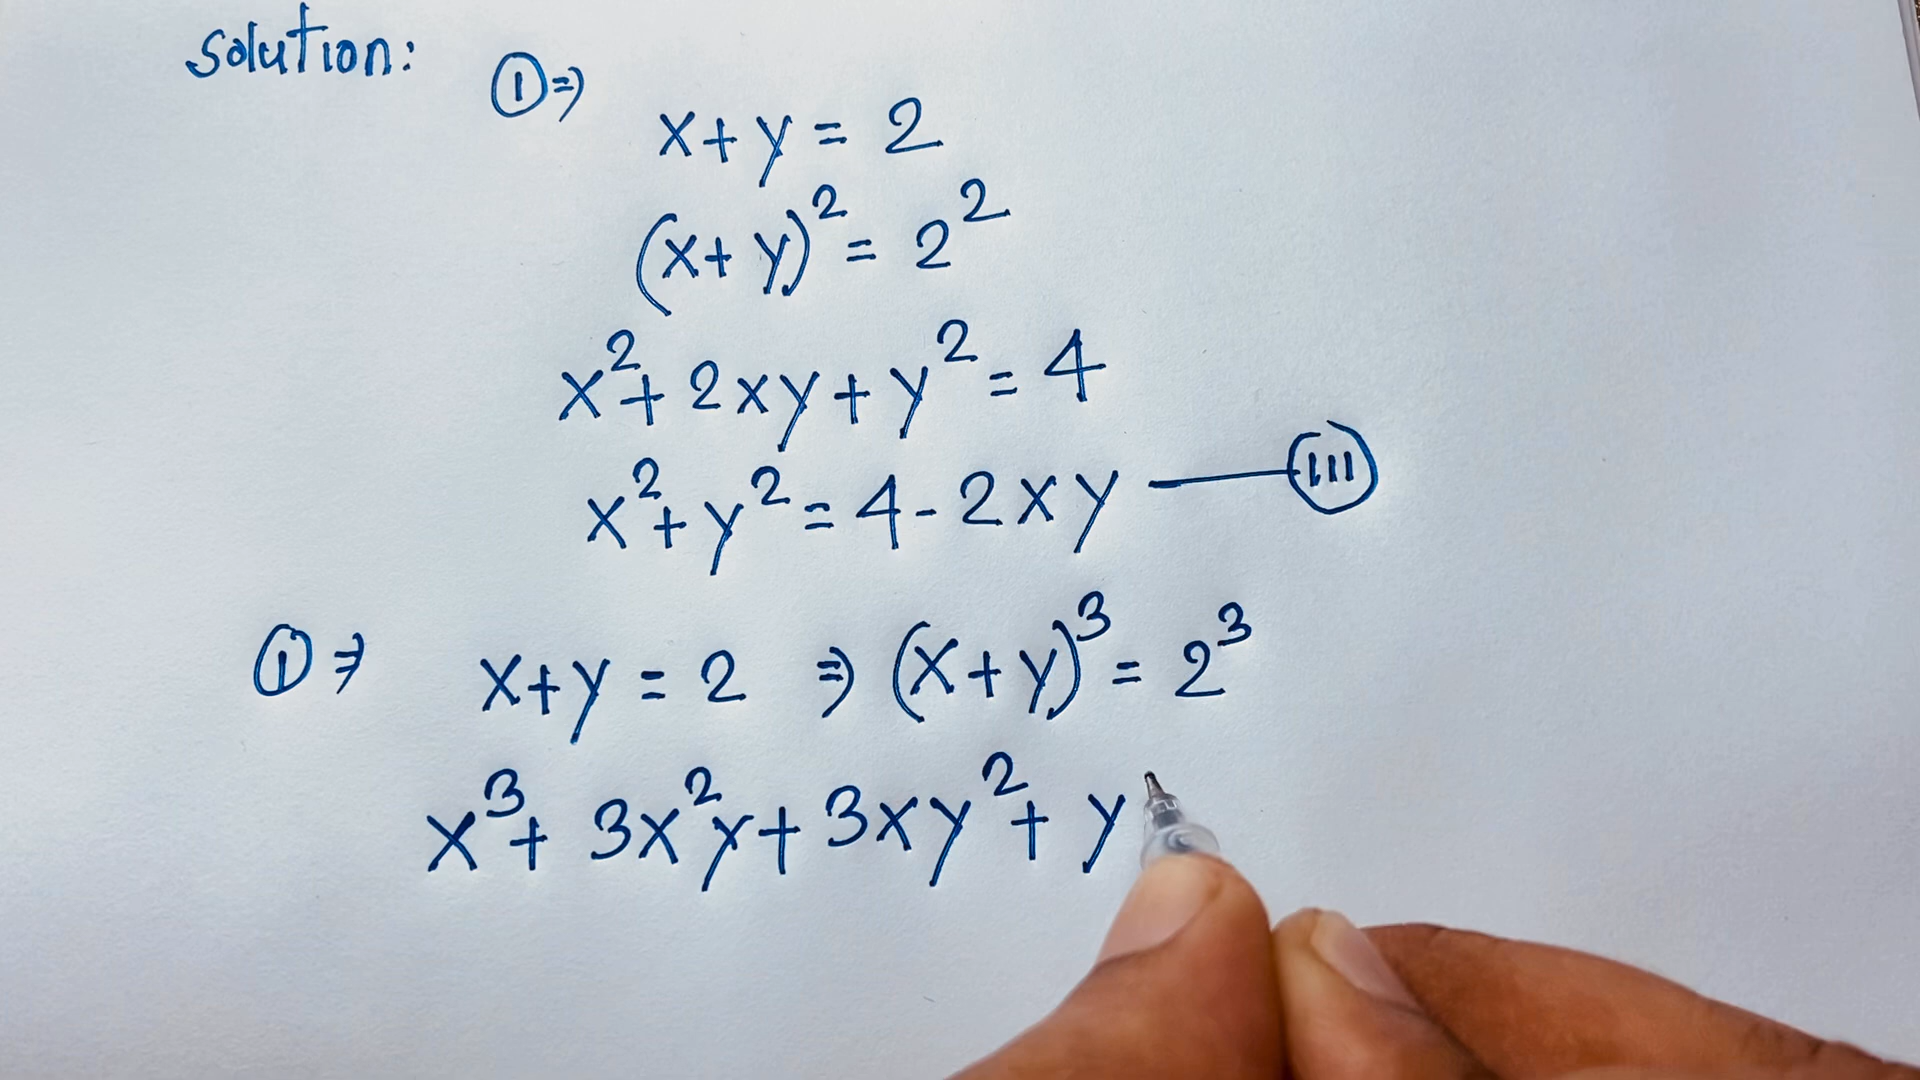 Solution:
①⇒
x+y = 2
(x+y)² = 2²
x²+2xy+y² = 4
x²+y² = 4-2xy — (iii)
①⇒ x+y = 2 ⇒ (x+y)³ = 2³
x³+3x²y+3xy²+y